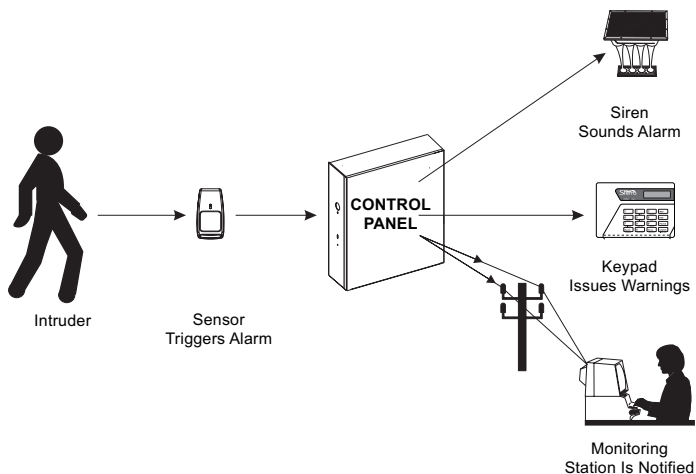 Siren
Sounds Alarm
CONTROL
PANEL
Keypad
Issues Warnings
Intruder
Sensor
Triggers Alarm
Monitoring
Station Is Notified